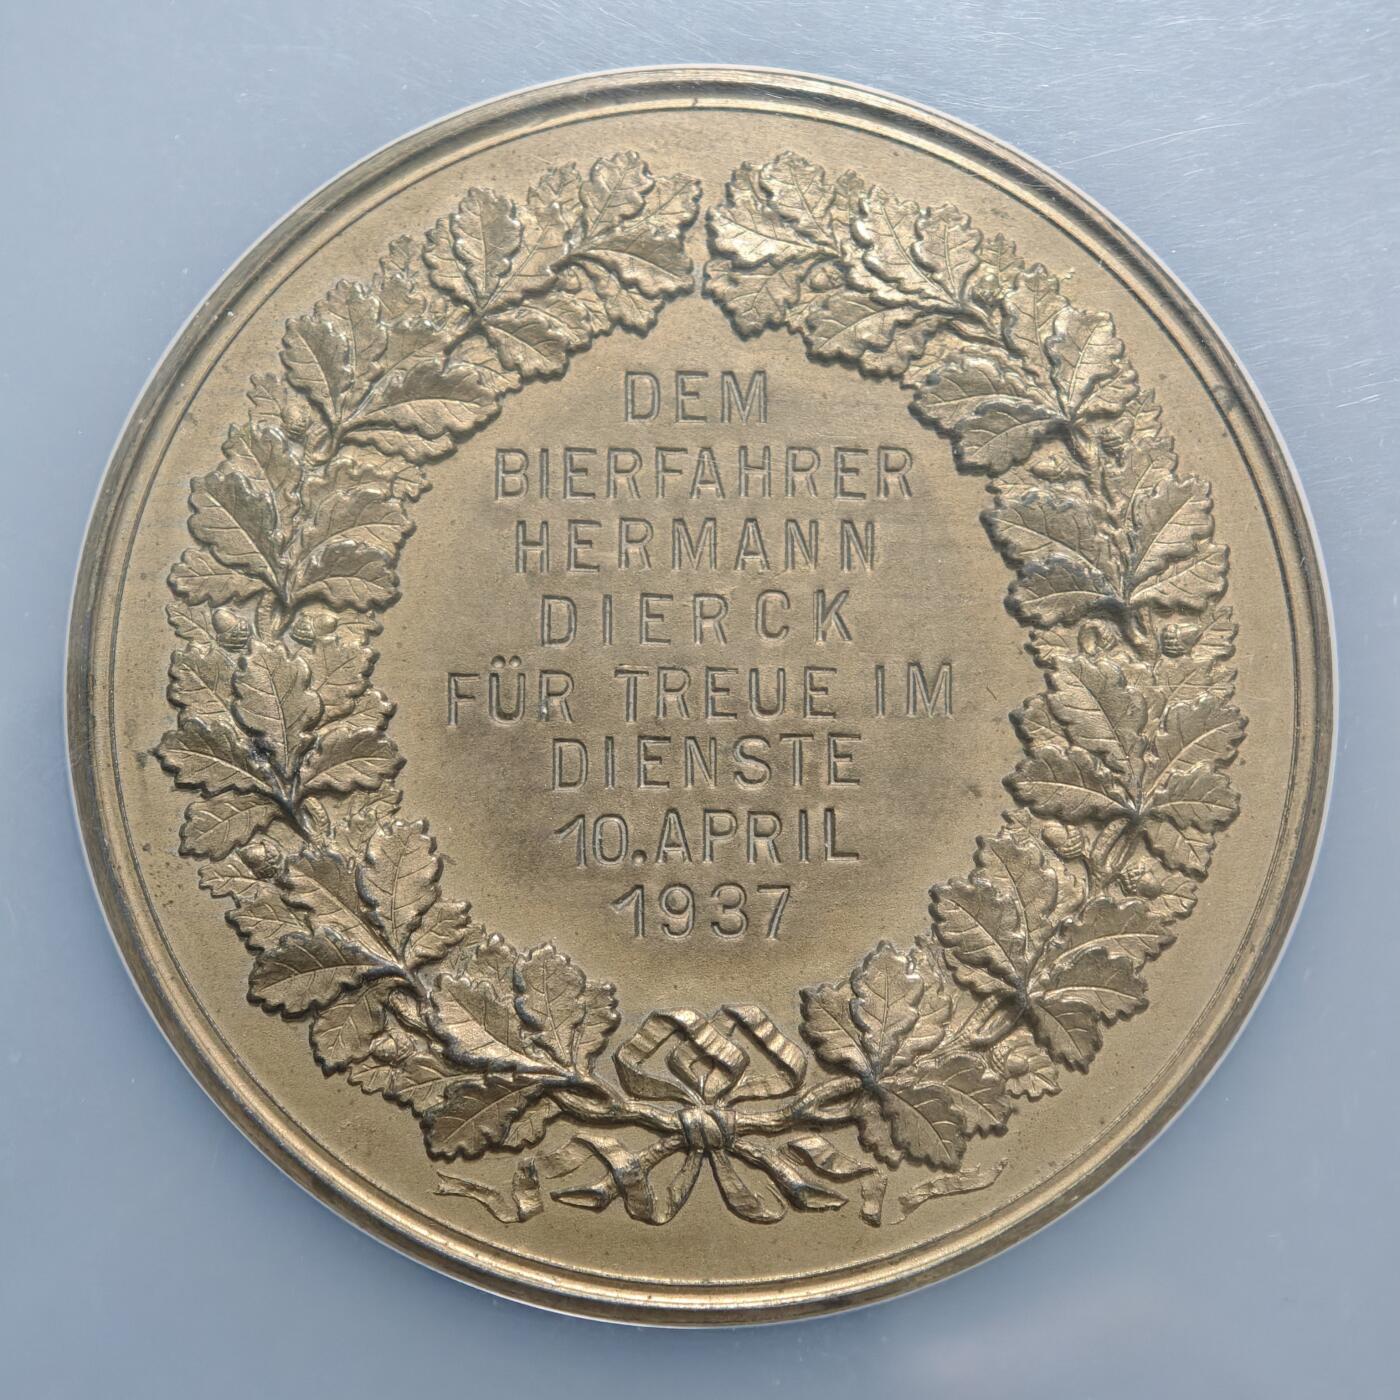 DEM
BIERFAHRER
HERMANN
DIERCK
FÜR TREUE IM
DIENSTE
10. APRIL
1937